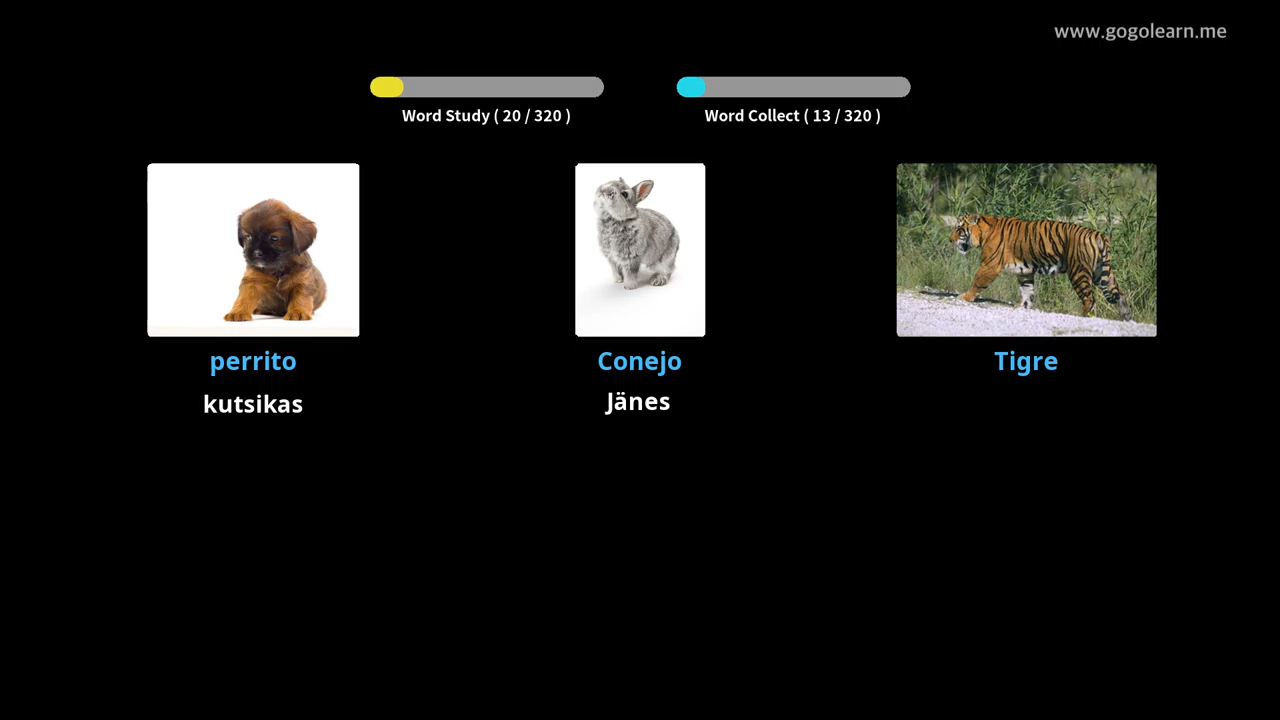 www.gogolearn.me
Word Study ( 20 / 320 )
Word Collect ( 13 / 320 )
perrito
Conejo
Tigre
kutsikas
Jänes